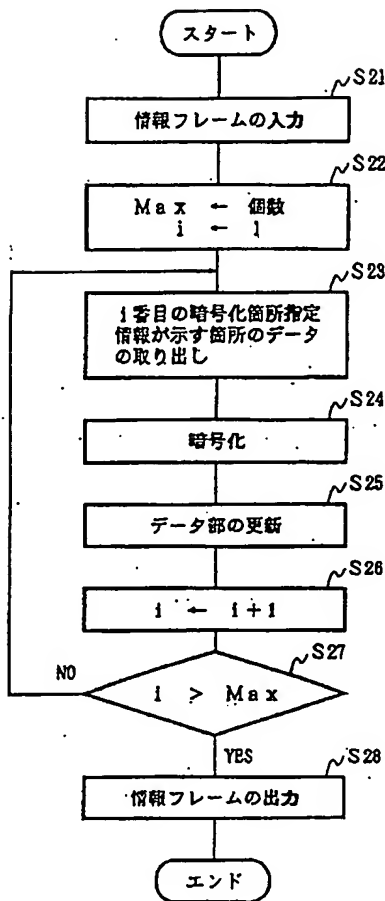 スタート
S21
情報フレームの入力
S22
Max ← 個数
i ← 1
S23
i番目の暗号化箇所指定
情報が示す箇所のデータ
の取り出し
S24
暗号化
S25
データ部の更新
S26
i ← i+1
S27
NO
i > Max
YES
S28
情報フレームの出力
エンド